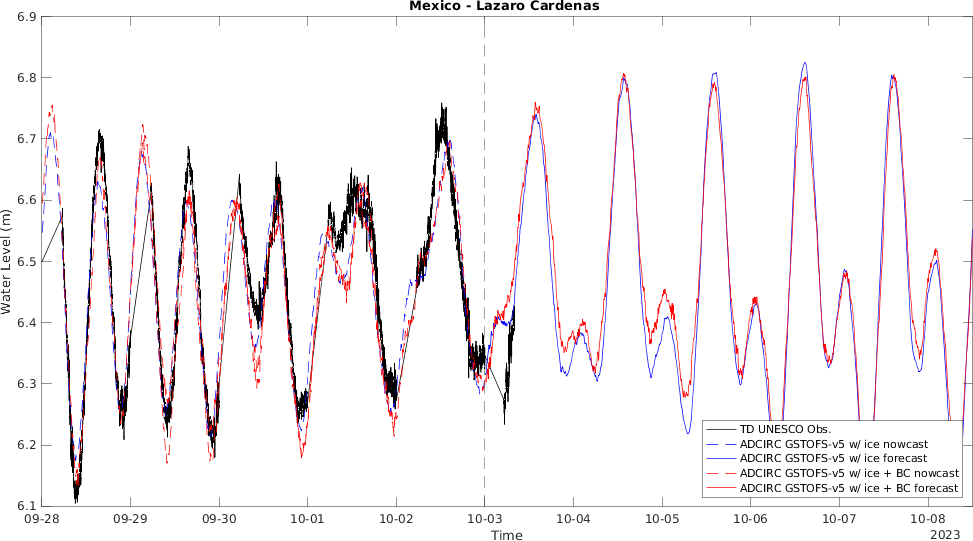 Mexico - Lazaro Cardenas
Water Level (m)
6.9
6.8
6.7
6.6
6.5
6.4
6.3
6.2
6.1
TD UNESCO Obs.
ADCIRC GSTOFS-v5 w/ ice nowcast
ADCIRC GSTOFS-v5 w/ ice forecast
ADCIRC GSTOFS-v5 w/ ice + BC nowcast
ADCIRC GSTOFS-v5 w/ ice + BC forecast
09-28 09-29 09-30 10-01 10-02 10-03 10-04 10-05 10-06 10-07 10-08
Time
2023